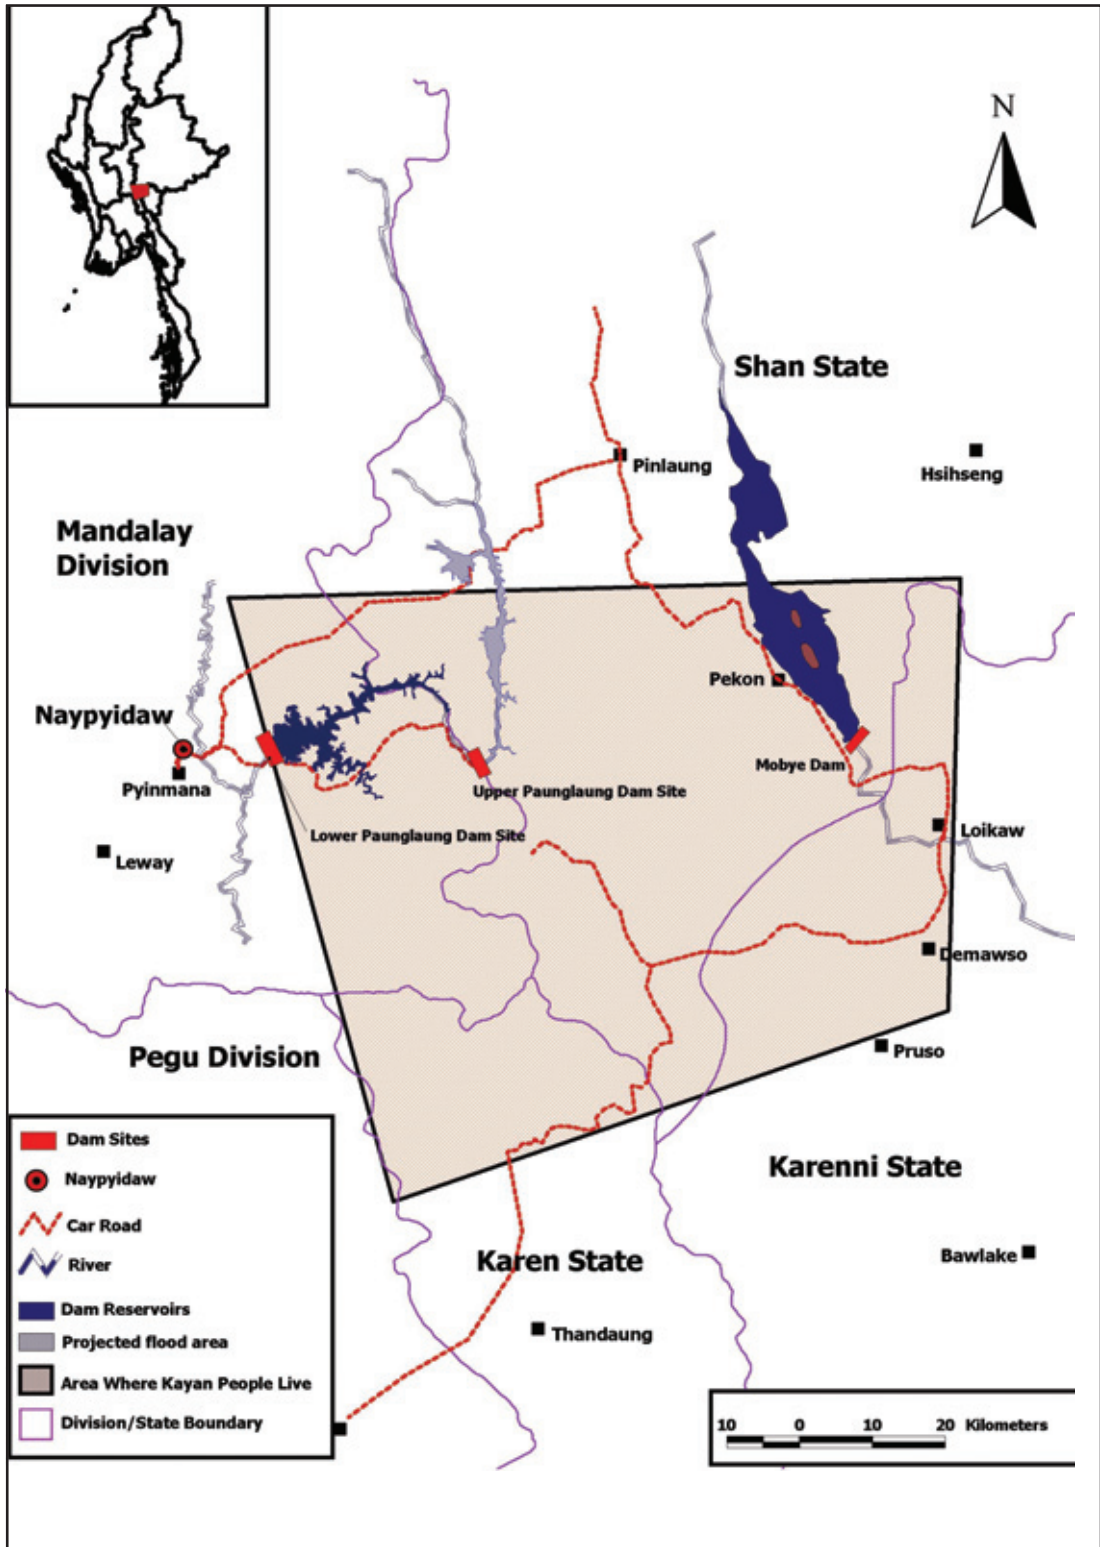 N
Shan State
Pinlaung
Hsihseng
Mandalay
Division
Pekon
Naypyidaw
Mobye Dam
Pyinmana
Upper Paunglaung Dam Site
Lower Paunglaung Dam Site
Loikaw
Leway
Demawso
Pegu Division
Pruso
Dam Sites
Karenni State
Naypyidaw
Car Road
Karen State
Bawlake
River
Dam Reservoirs
Thandaung
Projected flood area
Area Where Kayan People Live
Division/State Boundary
10 0 10 20 Kilometers